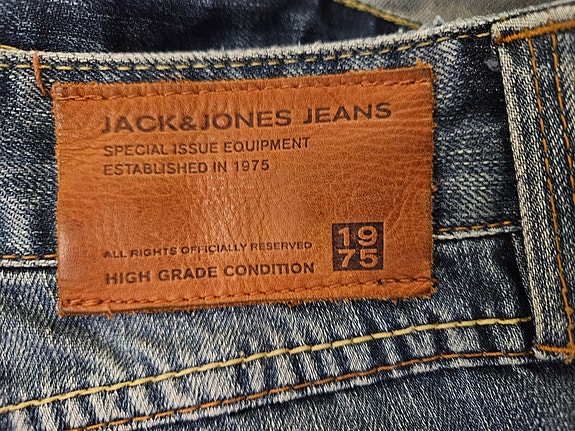 JACK&JONES JEANS
SPECIAL ISSUE EQUIPMENT
ESTABLISHED IN 1975
ALL RIGHTS OFFICIALLY RESERVED
HIGH GRADE CONDITION
19
75